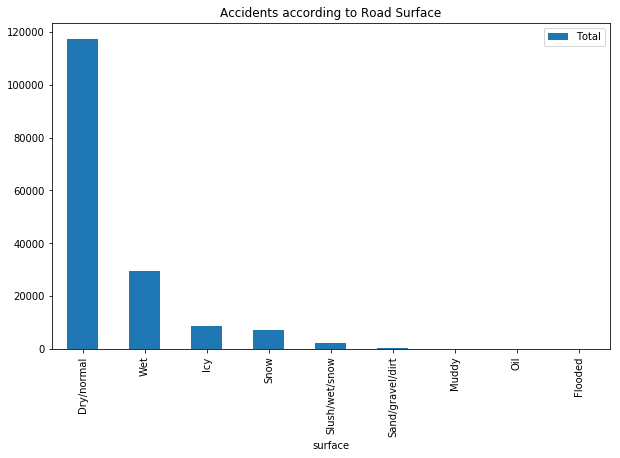 Accidents according to Road Surface
Total
120000
100000
80000
60000
40000
20000
0
Dry/normal
Wet
Icy
Snow
Slush/wet/snow
Sand/gravel/dirt
Muddy
Oil
Flooded
surface